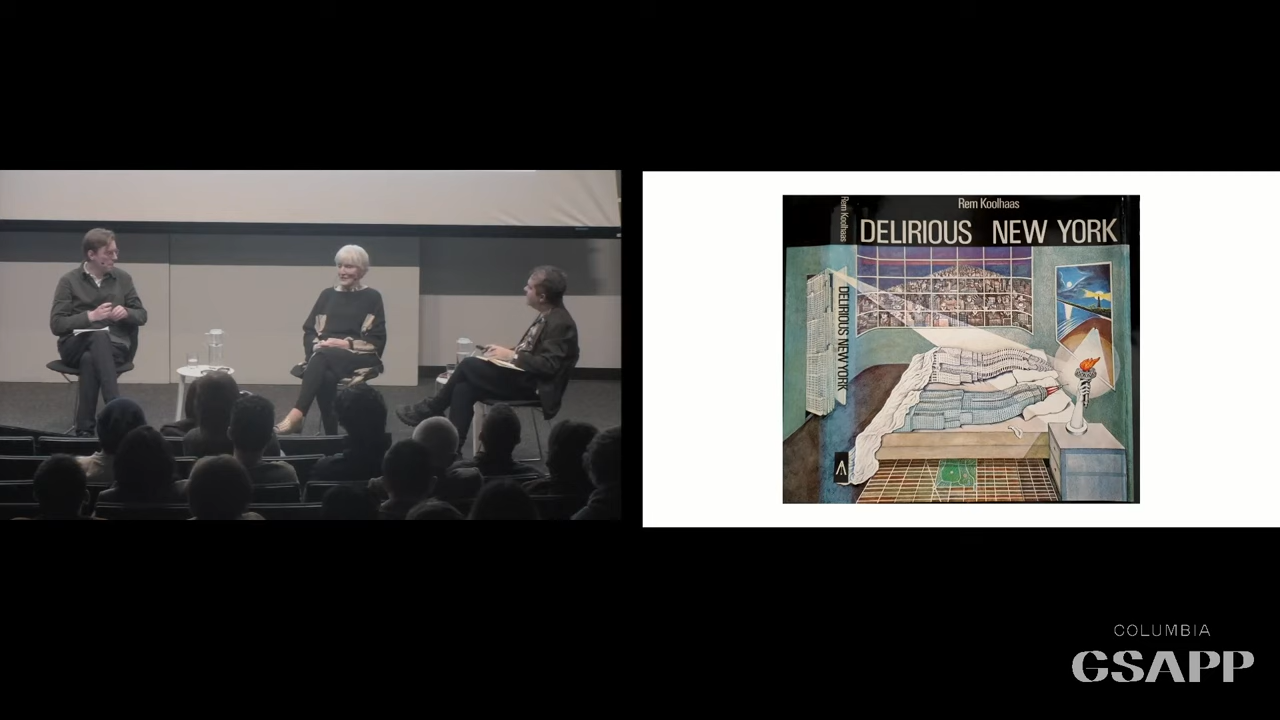 Rem Koolhaas
Rem Koolhaas
DELIRIOUS NEW YORK
DELIRIOUS NEW YORK
COLUMBIA
GSAPP